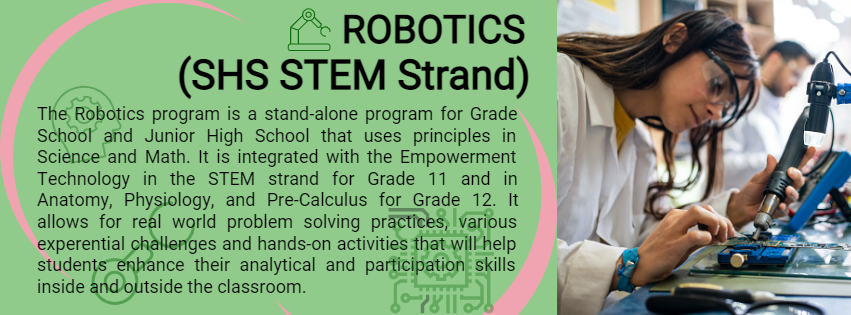 ROBOTICS
(SHS STEM Strand)
The Robotics program is a stand-alone program for Grade
School and Junior High School that uses principles in
Science and Math. It is integrated with the Empowerment
Technology in the STEM strand for Grade 11 and in
Anatomy, Physiology, and Pre-Calculus for Grade 12. It
allows for real world problem solving practices, various
experential challenges and hands-on activities that will help
students enhance their analytical and participation skills
inside and outside the classroom.